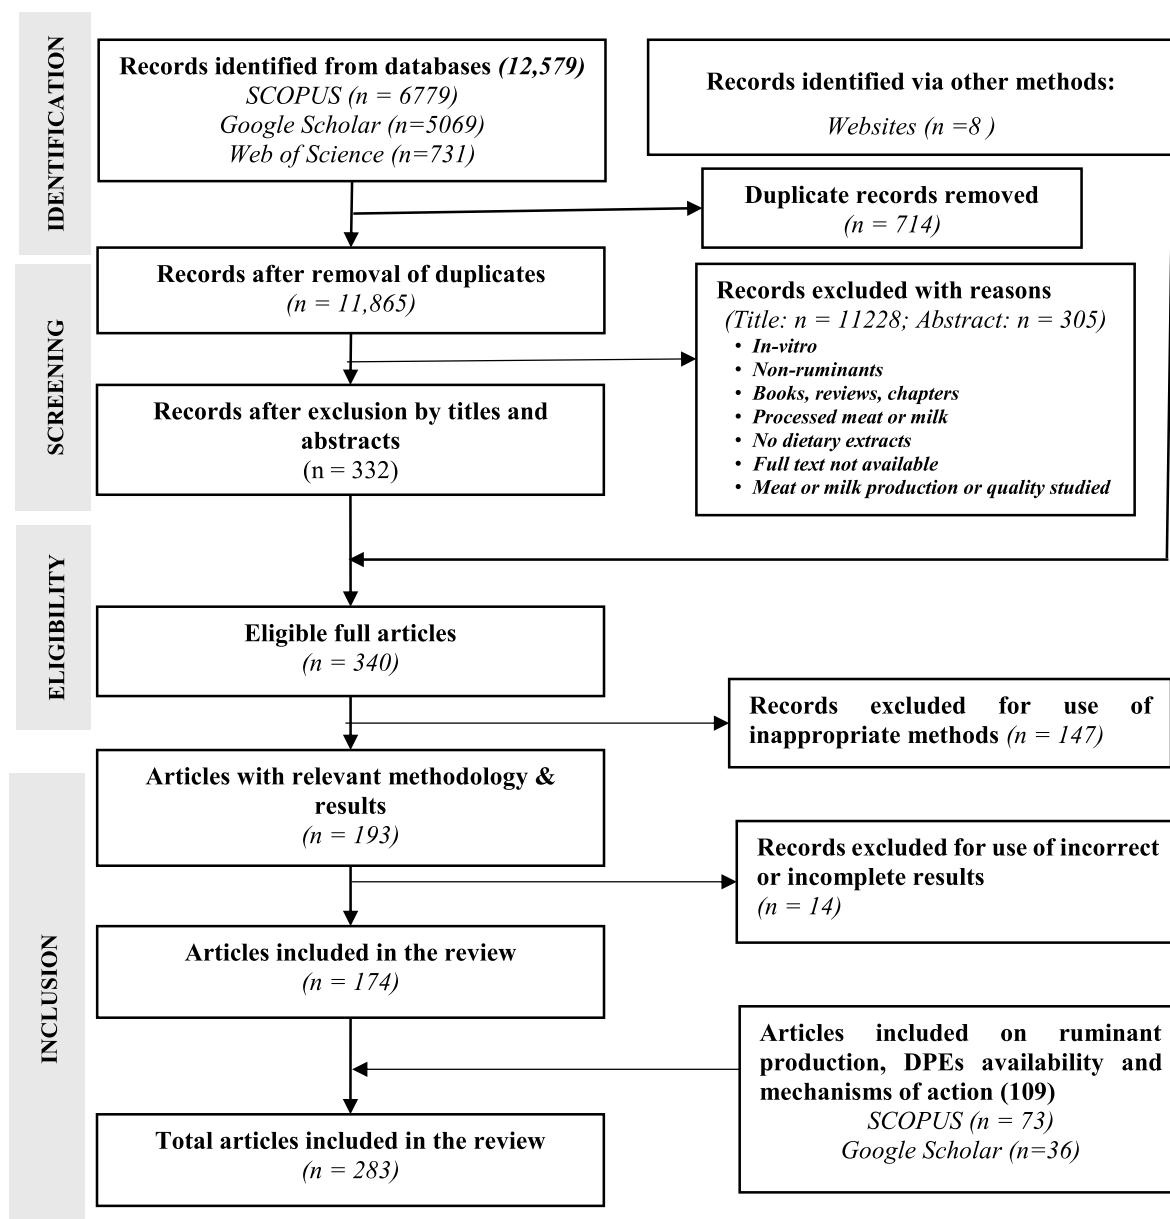 IDENTIFICATION
Records identified from databases (12,579)
SCOPUS (n = 6779)
Google Scholar (n=5069)
Web of Science (n=731)
Records identified via other methods:
Websites (n =8 )
Duplicate records removed
(n = 714)
SCREENING
Records after removal of duplicates
(n = 11,865)
Records excluded with reasons
(Title: n = 11228; Abstract: n = 305)
• In-vitro
• Non-ruminants
• Books, reviews, chapters
• Processed meat or milk
• No dietary extracts
• Full text not available
• Meat or milk production or quality studied
Records after exclusion by titles and
abstracts
(n = 332)
ELIGIBILITY
Eligible full articles
(n = 340)
Records excluded for use of
inappropriate methods (n = 147)
INCLUSION
Articles with relevant methodology &
results
(n = 193)
Records excluded for use of incorrect
or incomplete results
(n = 14)
Articles included in the review
(n = 174)
Articles included on ruminant
production, DPEs availability and
mechanisms of action (109)
SCOPUS (n = 73)
Google Scholar (n=36)
Total articles included in the review
(n = 283)